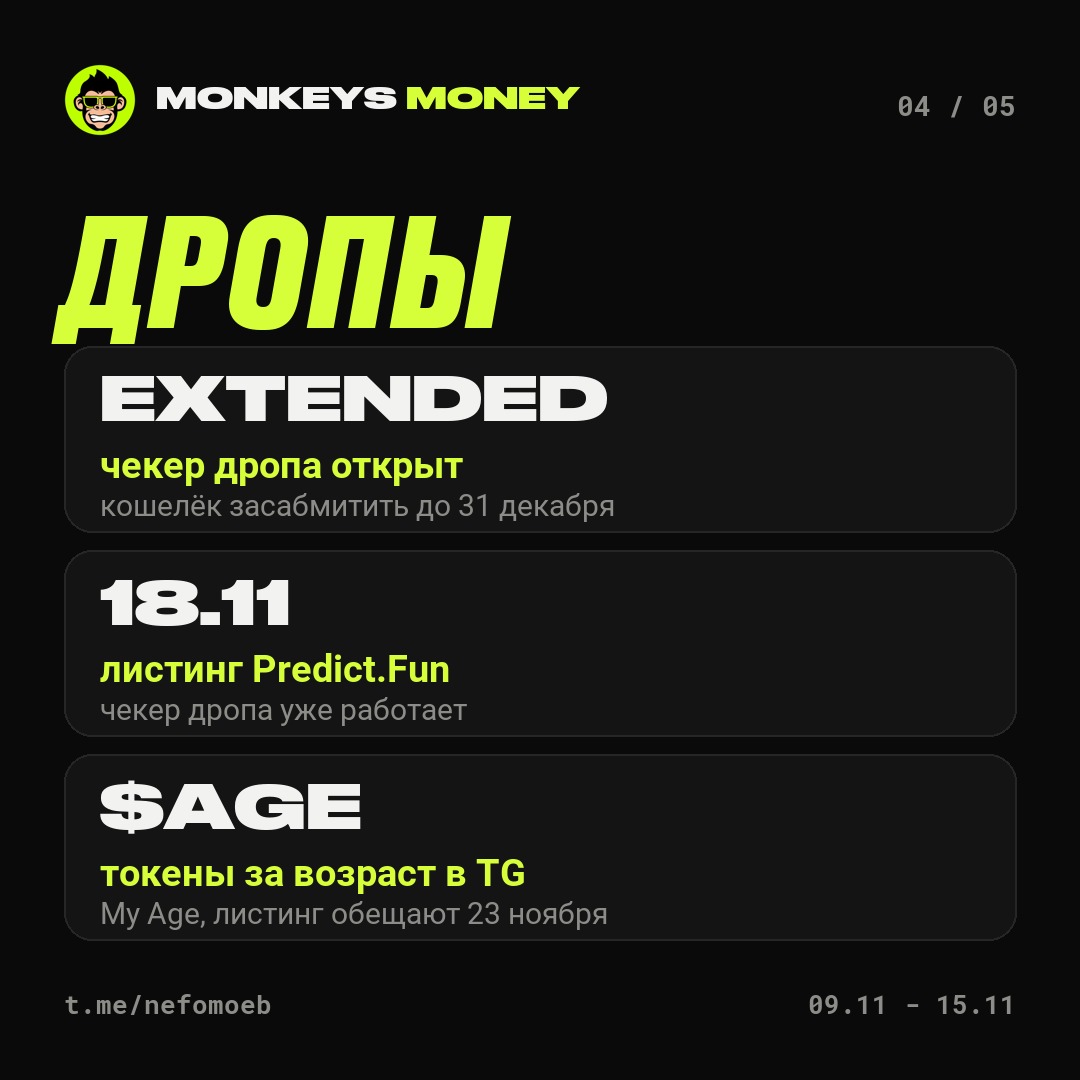 MONKEYS MONEY
04 / 05
ДРОПЫ
EXTENDED
чекер дропа открыт
кошелёк засабмитить до 31 декабря
18.11
листинг Predict.Fun
чекер дропа уже работает
$AGE
токены за возраст в TG
My Age, листинг обещают 23 ноября
t.me/nefomoeb
09.11 - 15.11